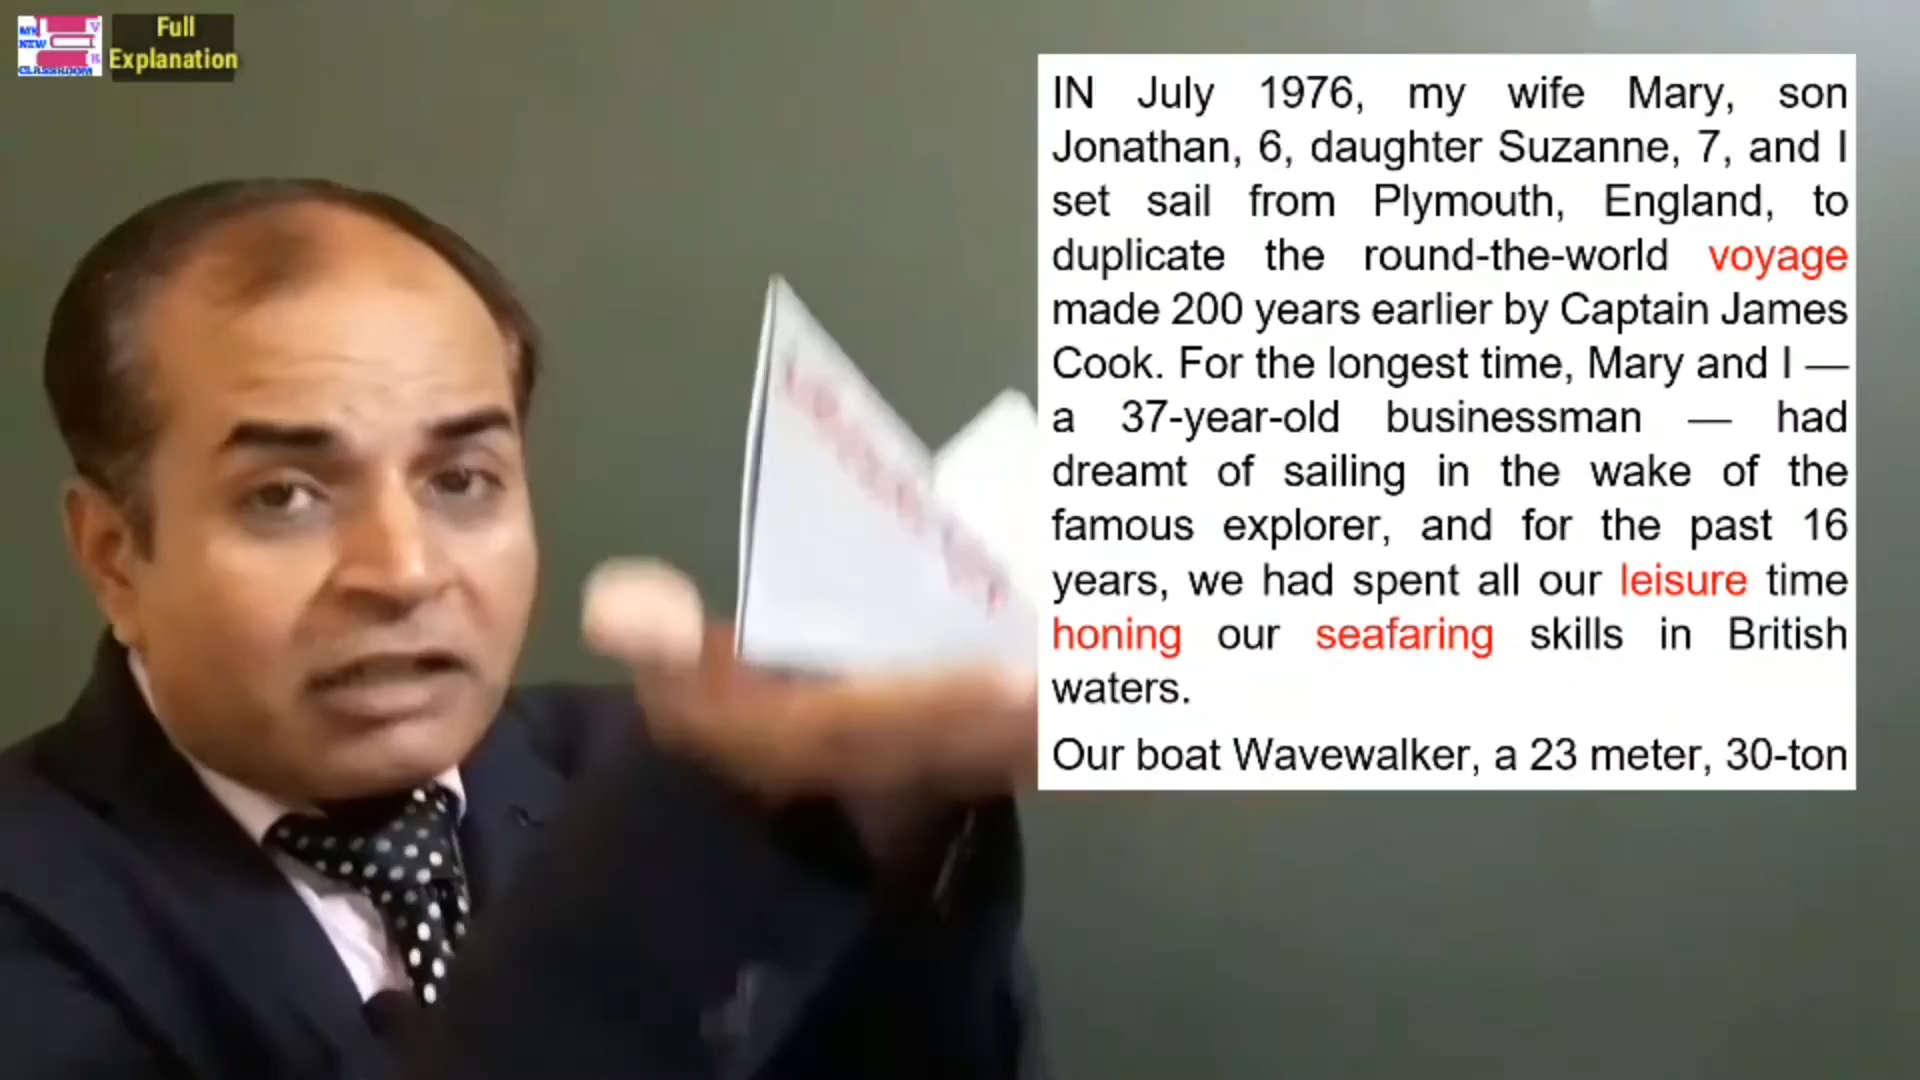 MY
NEW
CLASSROOM
Full
Explanation
IN July 1976, my wife Mary, son
Jonathan, 6, daughter Suzanne, 7, and I
set sail from Plymouth, England, to
duplicate the round-the-world voyage
made 200 years earlier by Captain James
Cook. For the longest time, Mary and I —
a 37-year-old businessman — had
dreamt of sailing in the wake of the
famous explorer, and for the past 16
years, we had spent all our leisure time
honing our seafaring skills in British
waters.
Our boat Wavewalker, a 23 meter, 30-ton